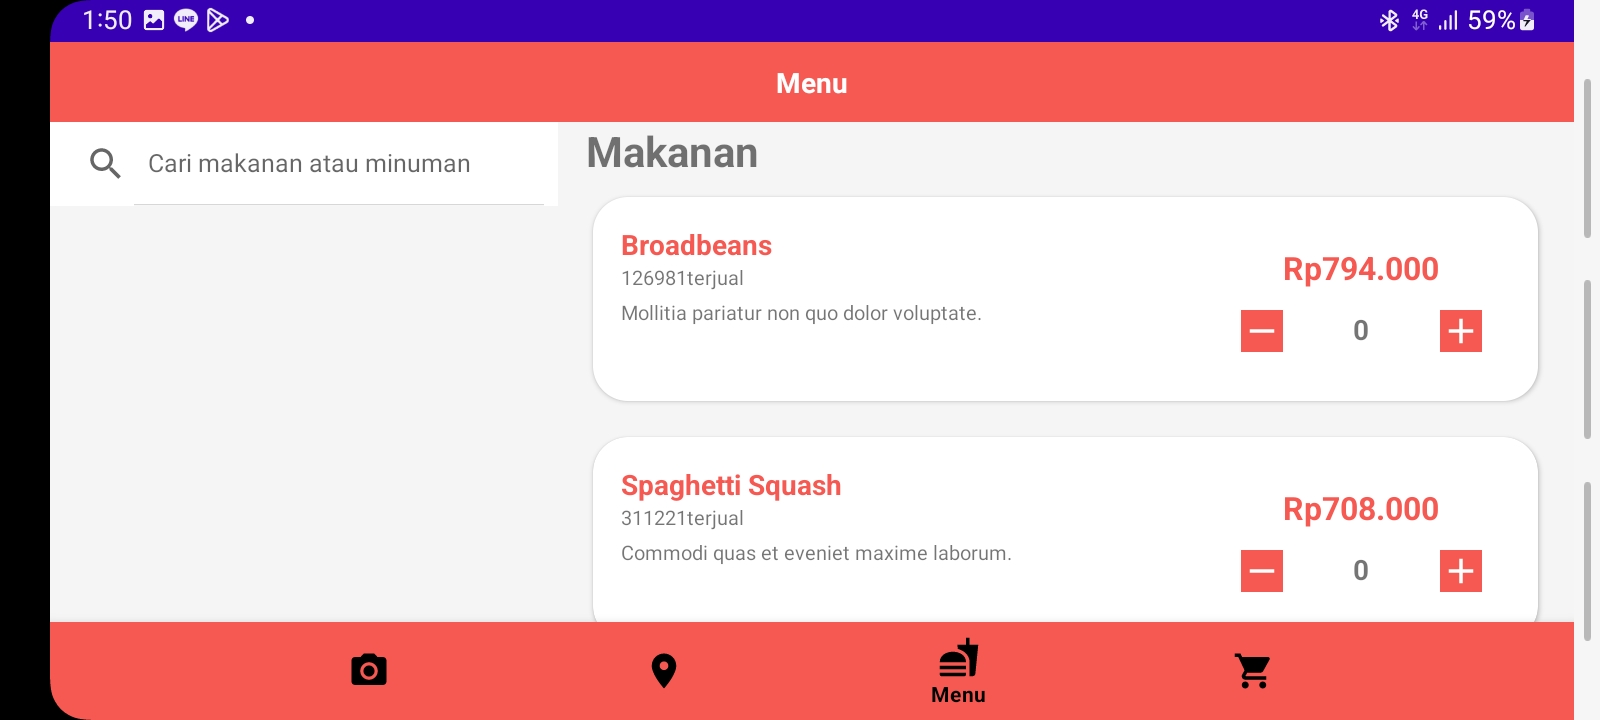 1:50 LINE 4G 59%
Menu
Cari makanan atau minuman
Makanan
Broadbeans
126981terjual
Mollitia pariatur non quo dolor voluptate.
Rp794.000
0
Spaghetti Squash
311221terjual
Commodi quas et eveniet maxime laborum.
Rp708.000
0
Menu